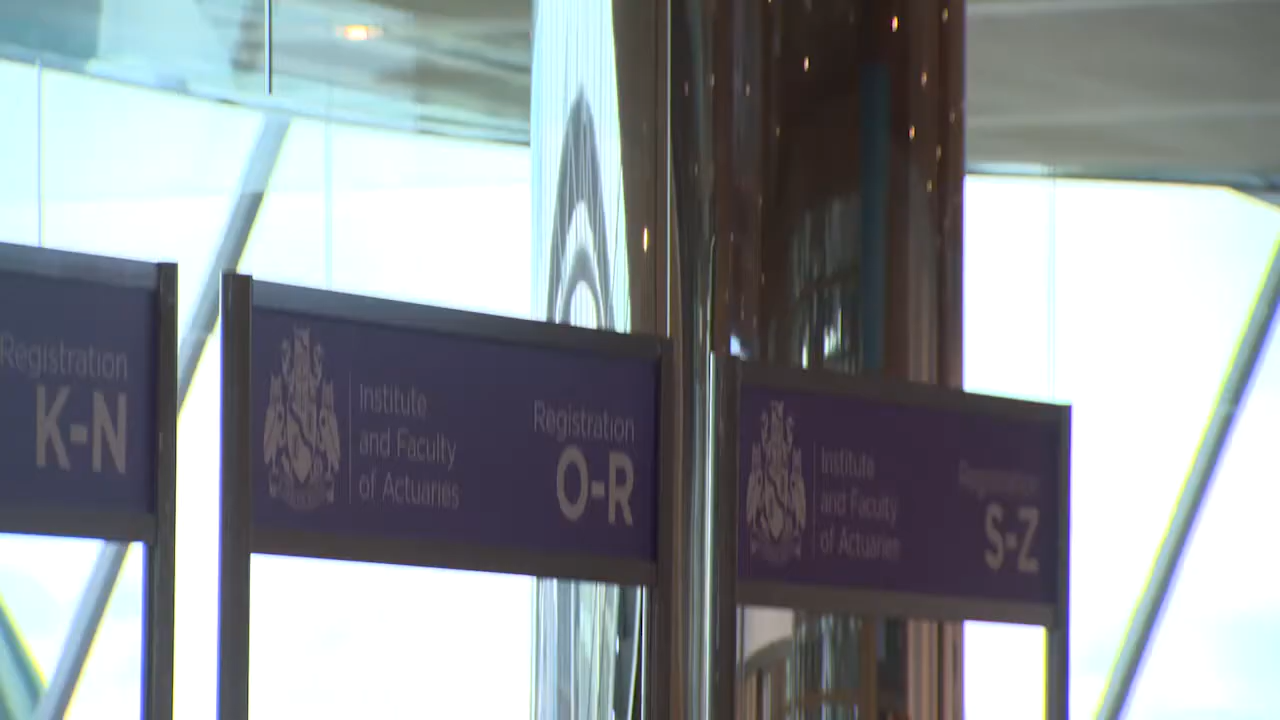 Registration
K-N
Institute
and Faculty
of Actuaries
Registration
O-R
Institute
and Faculty
of Actuaries
Registration
S-Z